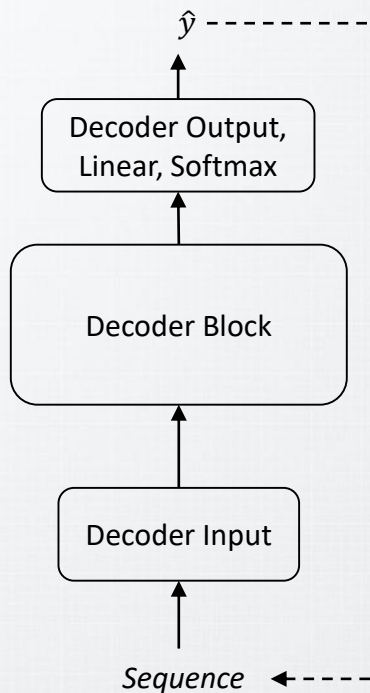 ŷ
Decoder Output,
Linear, Softmax
Decoder Block
Decoder Input
Sequence